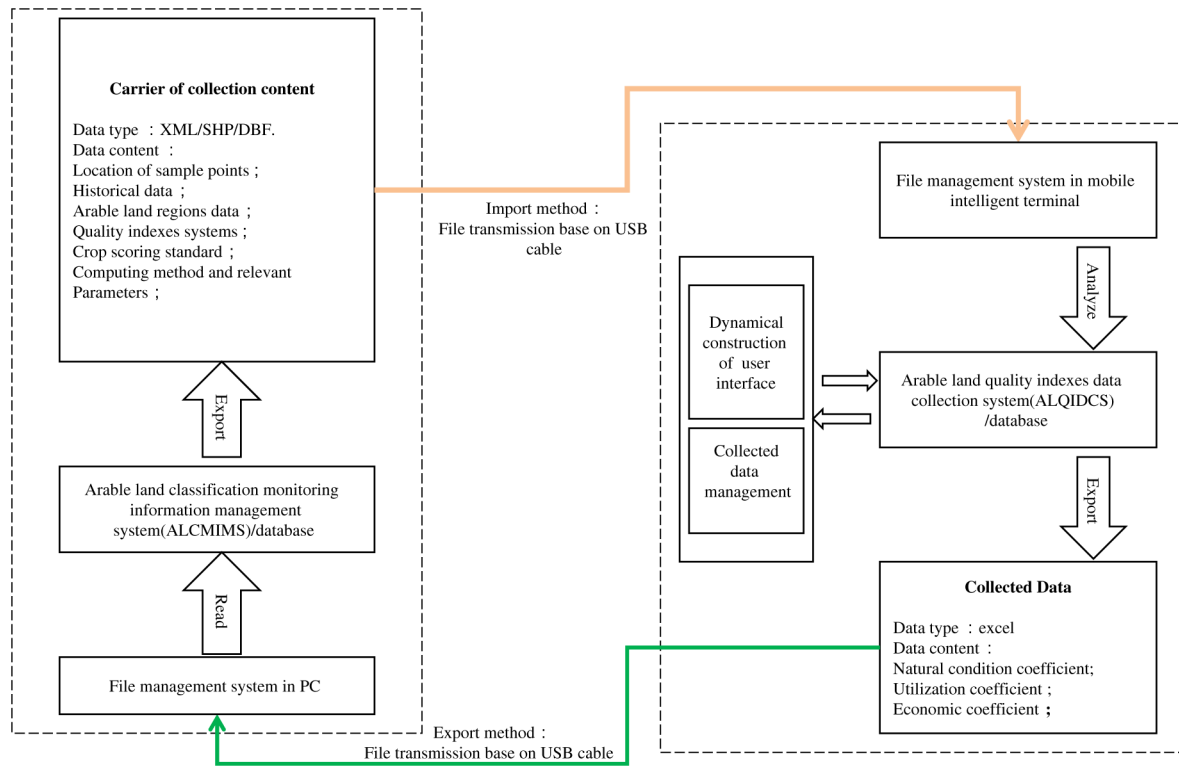 Carrier of collection content
Data type ：XML/SHP/DBF.
Data content ：
Location of sample points；
Historical data；
Arable land regions data；
Quality indexes systems；
Crop scoring standard；
Computing method and relevant
Parameters；
Export
Arable land classification monitoring
information management
system(ALCMIMS)/database
Read
File management system in PC
Import method：
File transmission base on USB
cable
File management system in mobile
intelligent terminal
Analyze
Dynamical
construction
of user
interface
Collected
data
management
Arable land quality indexes data
collection system(ALQIDCS)
/database
Export
Collected Data
Data type ：excel
Data content：
Natural condition coefficient;
Utilization coefficient；
Economic coefficient；
Export method：
File transmission base on USB cable